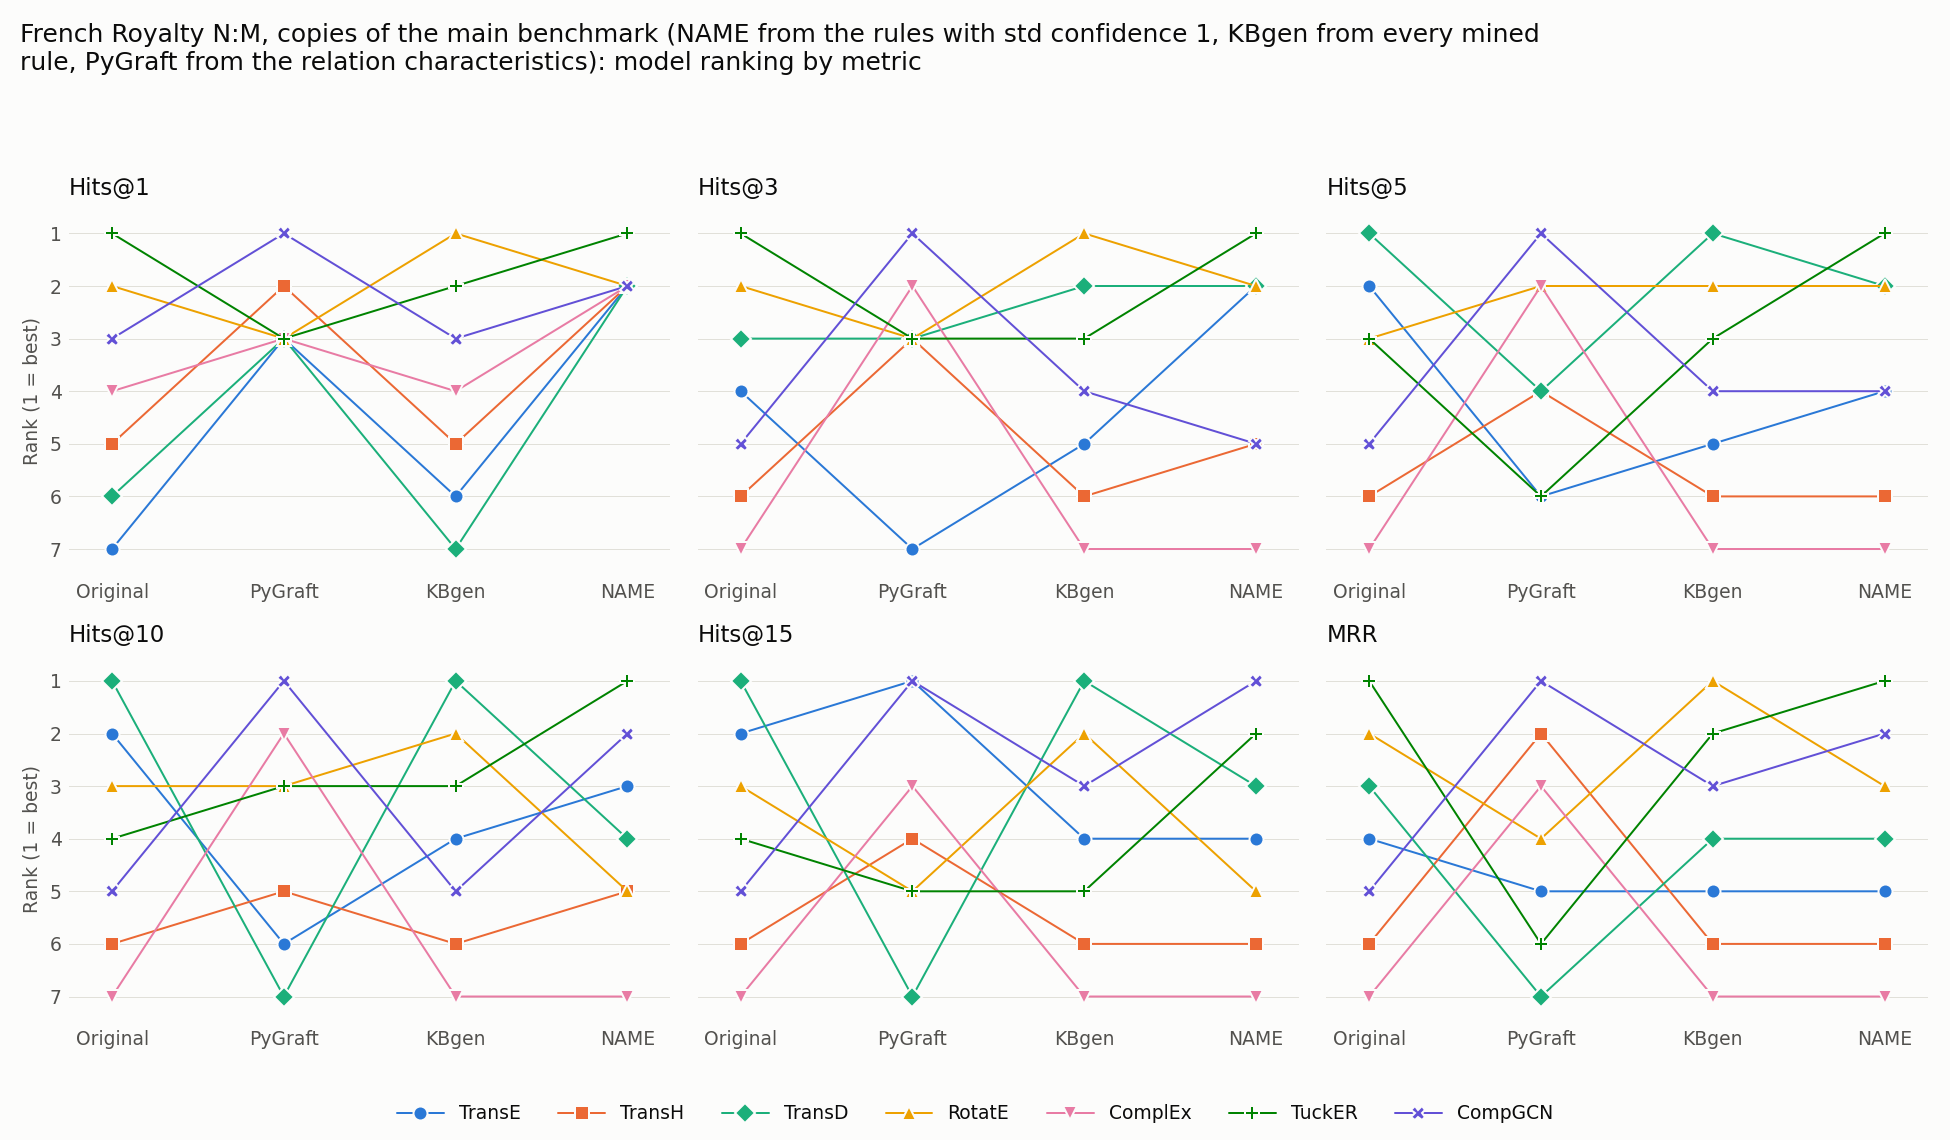 French Royalty N:M, copies of the main benchmark (NAME from the rules with std confidence 1, KBgen from every mined
rule, PyGraft from the relation characteristics): model ranking by metric
Hits@1
Hits@3
Hits@5
Rank (1 = best)
1
2
3
4
5
6
7
Original PyGraft KBgen NAME
Original PyGraft KBgen NAME
Original PyGraft KBgen NAME
Hits@10
Hits@15
MRR
Rank (1 = best)
1
2
3
4
5
6
7
Original PyGraft KBgen NAME
Original PyGraft KBgen NAME
Original PyGraft KBgen NAME
TransE TransH TransD RotatE ComplEx TuckER CompGCN